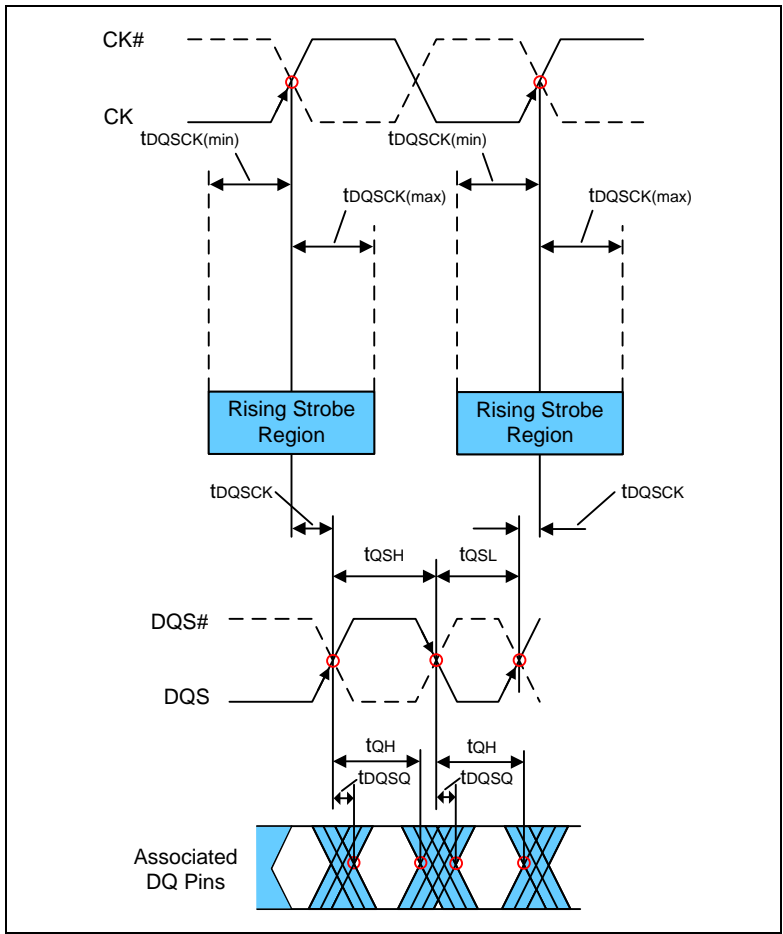 CK#
CK
tDQSCK(min)
tDQSCK(min)
tDQSCK(max)
tDQSCK(max)
Rising Strobe
Region
Rising Strobe
Region
tDQSCK
tDQSCK
tQSH
tQSL
DQS#
DQS
tQH
tQH
tDQSQ
tDQSQ
Associated
DQ Pins